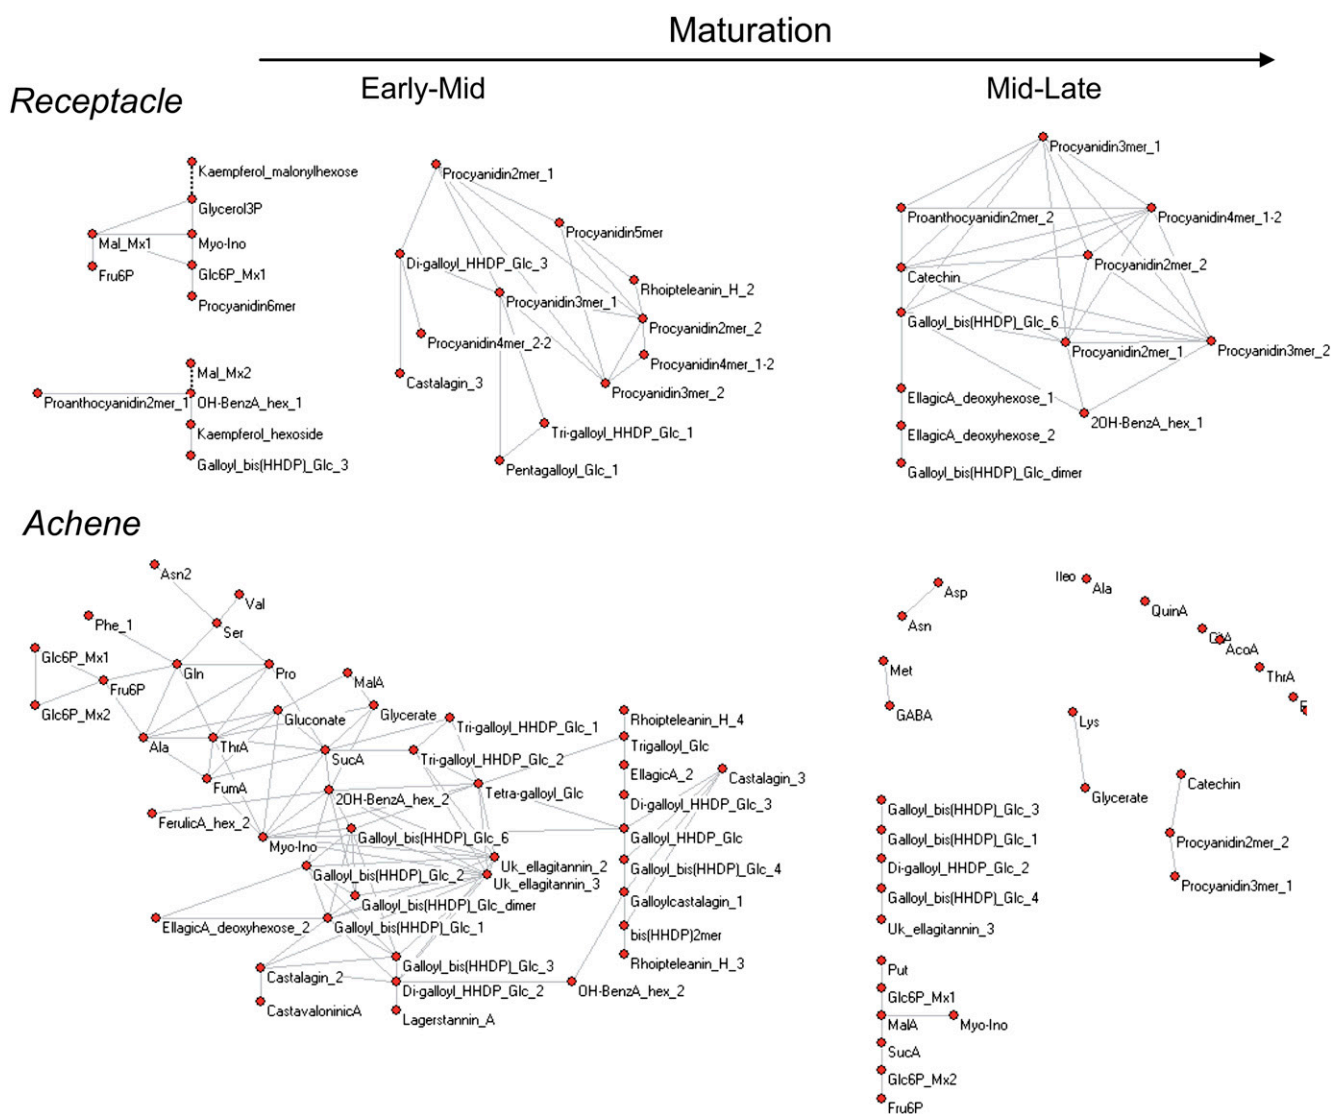 Maturation
Receptacle
Early-Mid
Mid-Late
Kaempferol_malonylhexose
Glycerol3P
Mal_Mx1
Myo-Ino
Fru6P
Glc6P_Mx1
Procyanidin6mer
Mal_Mx2
Proanthocyanidin2mer_1
OH-BenzA_hex_1
Kaempferol_hexoside
Galloyl_bis(HHDP)_Glc_3
Procyanidin2mer_1
Procyanidin5mer
Di-galloyl_HHDP_Glc_3
Rhoipteleanin_H_2
Procyanidin3mer_1
Procyanidin2mer_2
Procyanidin4mer_2-2
Procyanidin4mer_1-2
Castalagin_3
Procyanidin3mer_2
Tri-galloyl_HHDP_Glc_1
Pentagalloyl_Glc_1
Procyanidin3mer_1
Proanthocyanidin2mer_2
Procyanidin4mer_1-2
Procyanidin2mer_2
Catechin
Galloyl_bis(HHDP)_Glc_6
Procyanidin2mer_1
Procyanidin3mer_2
EllagicA_deoxyhexose_1
2OH-BenzA_hex_1
EllagicA_deoxyhexose_2
Galloyl_bis(HHDP)_Glc_dimer
Achene
Asn2
Val
Phe_1
Ser
Glc6P_Mx1
Gln
Pro
Fru6P
MalA
Glc6P_Mx2
Gluconate
Glycerate
Tri-galloyl_HHDP_Glc_1
Ala
ThrA
SucA
Tri-galloyl_HHDP_Glc_2
FumA
2OH-BenzA_hex_2
Tetra-galloyl_Glc
FerulicA_hex_2
Myo-Ino
Galloyl_bis(HHDP)_Glc_6
Uk_ellagitannin_2
Galloyl_bis(HHDP)_Glc_2
Uk_ellagitannin_3
Galloyl_bis(HHDP)_Glc_dimer
EllagicA_deoxyhexose_2
Galloyl_bis(HHDP)_Glc_1
Castalagin_2
Galloyl_bis(HHDP)_Glc_3
Di-galloyl_HHDP_Glc_2
OH-BenzA_hex_2
CastavaloninicA
Lagerstannin_A
Rhoipteleanin_H_4
Trigalloyl_Glc
EllagicA_2
Castalagin_3
Di-galloyl_HHDP_Glc_3
Galloyl_HHDP_Glc
Galloyl_bis(HHDP)_Glc_4
Galloylcastalagin_1
bis(HHDP)2mer
Rhoipteleanin_H_3
Asp
Asn
Met
GABA
Ileo
Ala
QuinA
AcoA
ThrA
Lys
Glycerate
Catechin
Procyanidin2mer_2
Procyanidin3mer_1
Galloyl_bis(HHDP)_Glc_3
Galloyl_bis(HHDP)_Glc_1
Di-galloyl_HHDP_Glc_2
Galloyl_bis(HHDP)_Glc_4
Uk_ellagitannin_3
Put
Glc6P_Mx1
MalA
Myo-Ino
SucA
Glc6P_Mx2
Fru6P